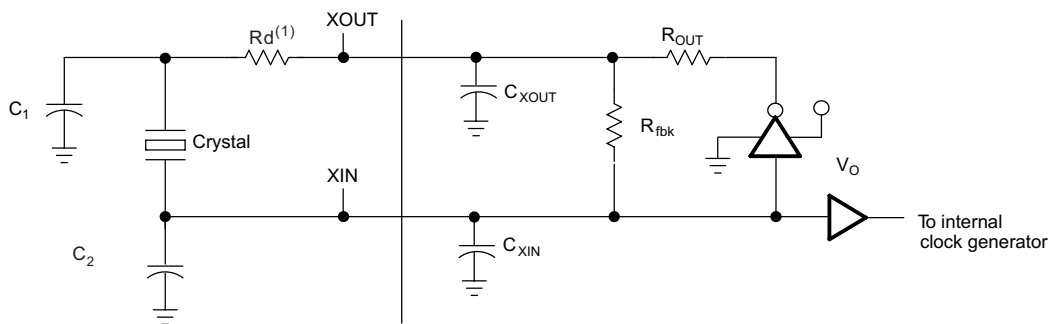 XOUT
Rd(1)
ROUT
C1
CXOUT
Rfbk
Crystal
XIN
VO
C2
CXIN
To internal
clock generator